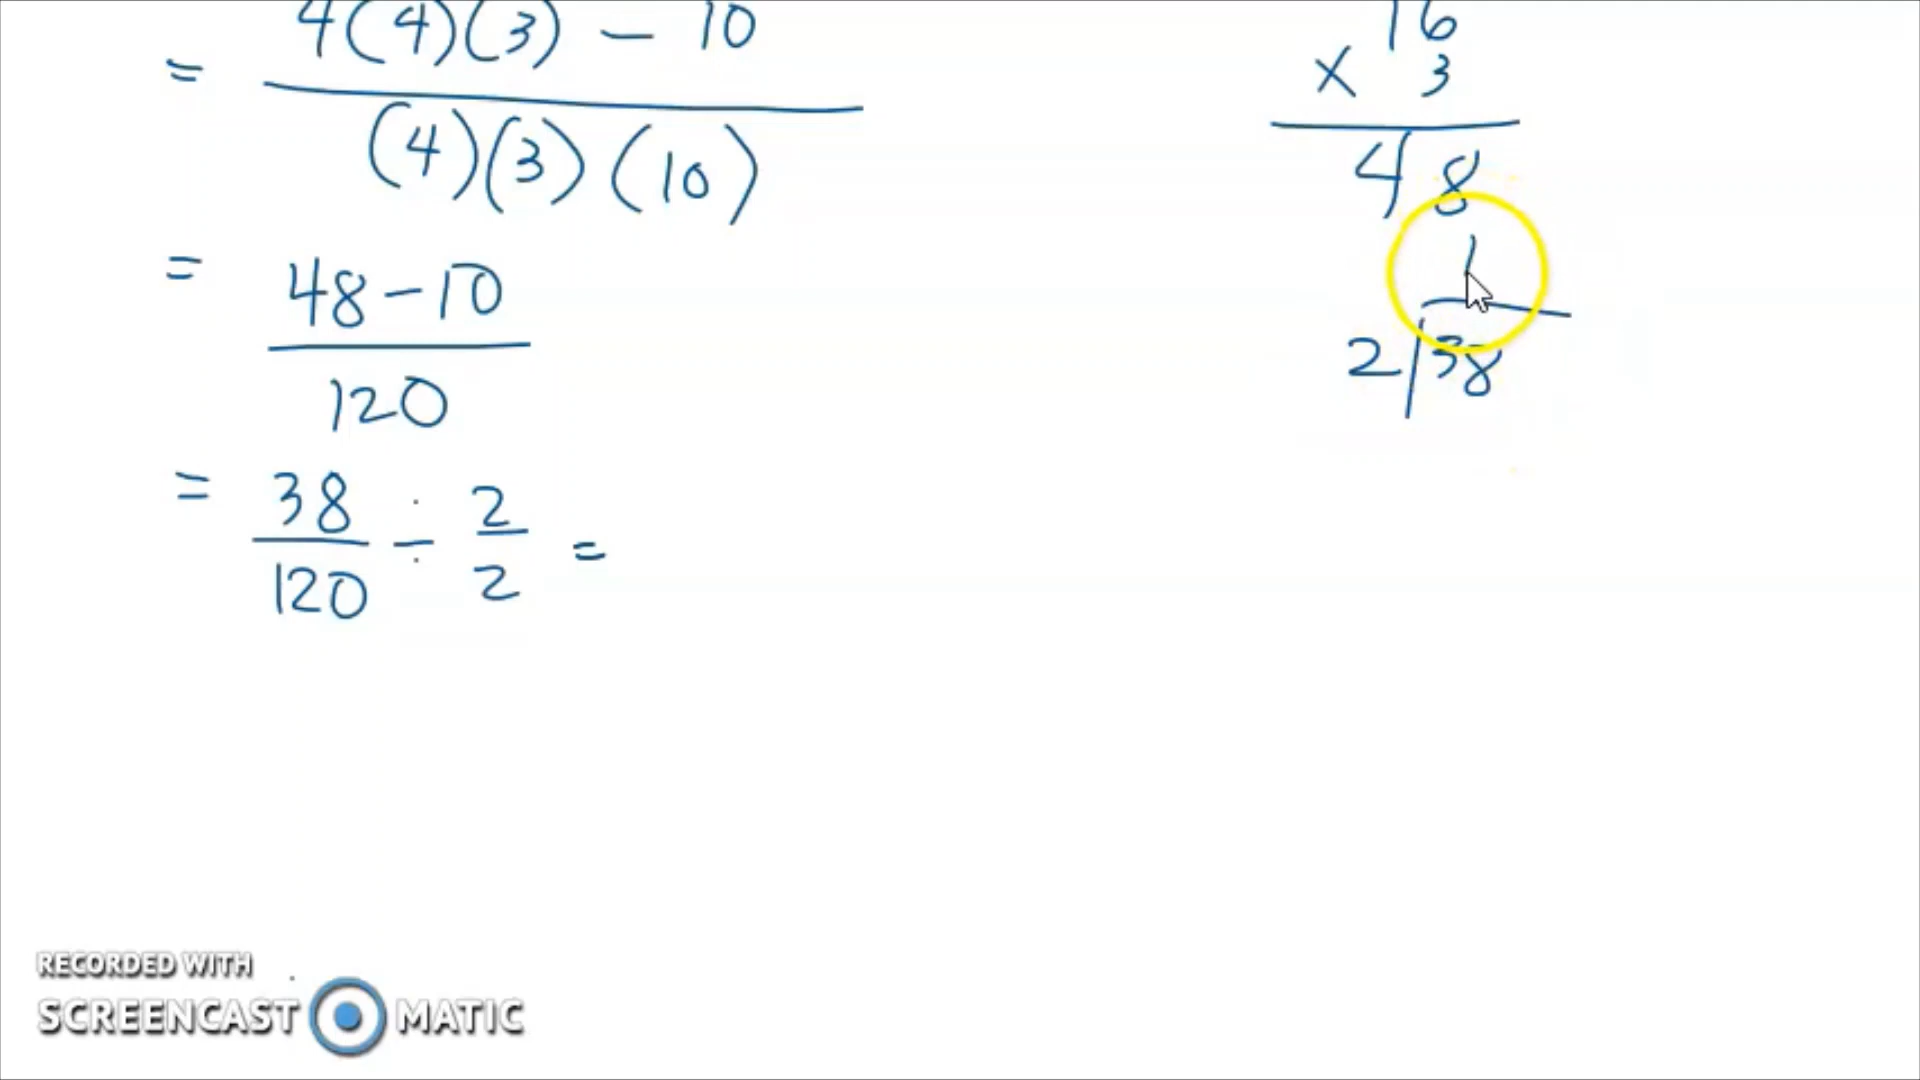 4(4)(3) - 10
= ———
(4)(3)(10)
= 48 - 10
———
120
= 38/120 ÷ 2/2 =
16
x 3
———
48
1
2|38
RECORDED WITH
SCREENCAST MATIC